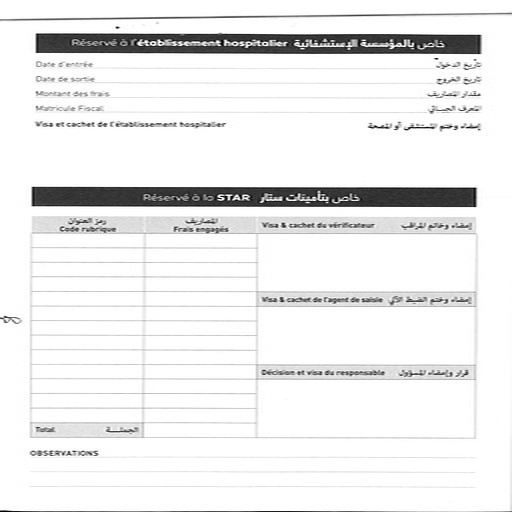 Réservé à l'établissement hospitalier خاص بالمؤسسة الإستشفائية
Date d'entrée تاريخ الدخول
Date de sortie تاريخ الخروج
Montant des frais مقدار المصاريف
Matricule Fiscal المعرف الجبائي
Visa et cachet de l'établissement hospitalier إمضاء وختم المستشفى أو المصحة
Réservé à la STAR خاص بتأمينات ستار
رمز العنوان المصاريف
Code rubrique Frais engagés
Visa & cachet du vérificateur إمضاء وخاتم المراقب
Visa & cachet de l'agent de saisie إمضاء وختم الضبط الآلي
Décision et visa du responsable قرار وإمضاء المسؤول
Total الجملة
OBSERVATIONS